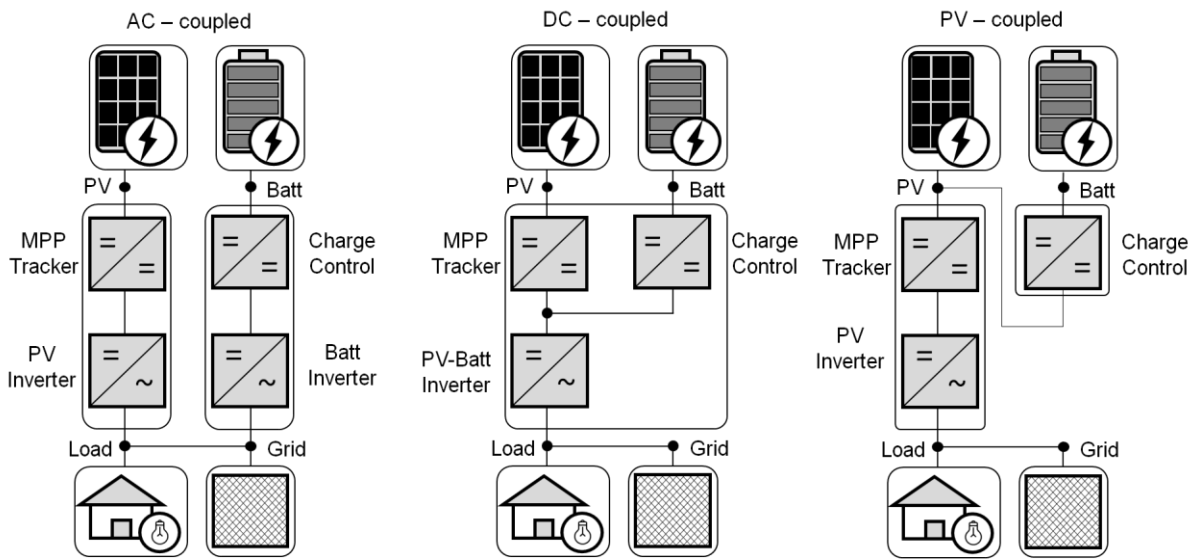 AC – coupled
PV
Batt
MPP
Tracker
Charge
Control
PV
Inverter
Batt
Inverter
Load
Grid
DC – coupled
PV
Batt
MPP
Tracker
Charge
Control
PV-Batt
Inverter
Load
Grid
PV – coupled
PV
Batt
MPP
Tracker
Charge
Control
PV
Inverter
Load
Grid